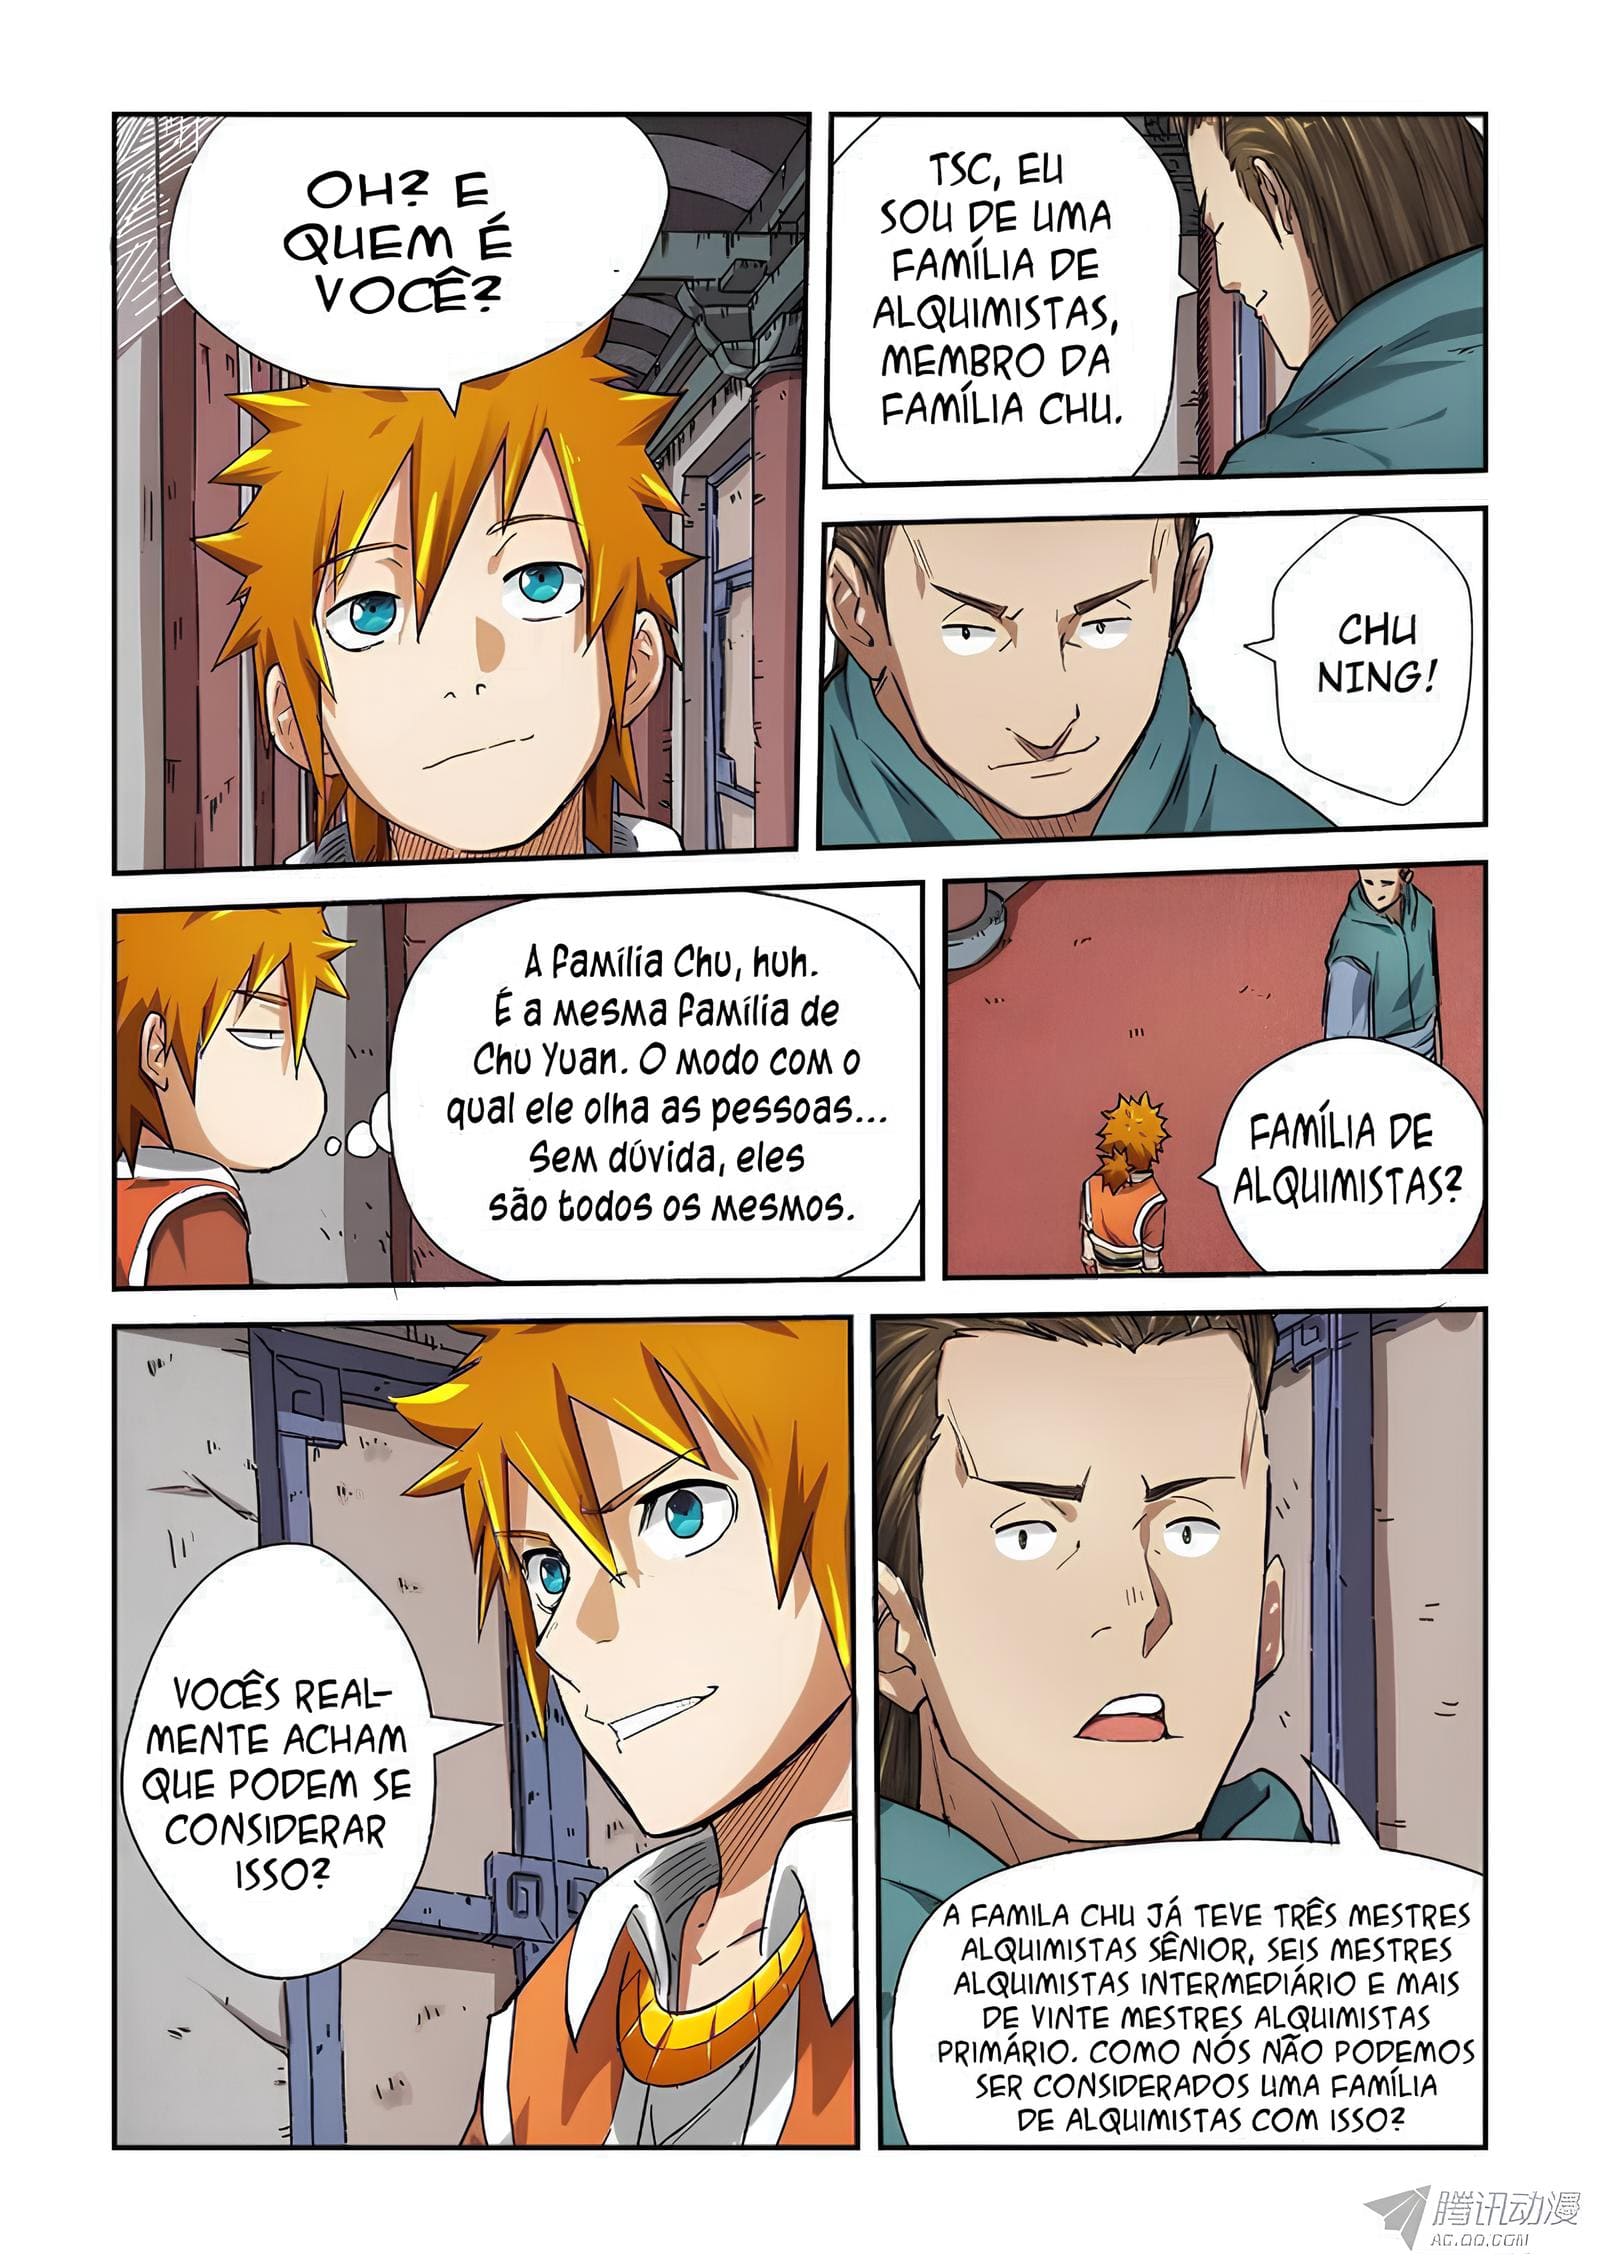 OH? E
QUEM É
VOCÊ?
TSC, EU
SOU DE UMA
FAMÍLIA DE
ALQUIMISTAS,
MEMBRO DA
FAMÍLIA CHU.
CHU
NING!
A FAMÍLIA CHU, HUH.
É A MESMA FAMÍLIA DE
CHU YUAN. O MODO COM O
QUAL ELE OLHA AS PESSOAS...
SEM DÚVIDA, ELES
SÃO TODOS OS MESMOS.
FAMÍLIA DE
ALQUIMISTAS?
VOCÊS REAL-
MENTE ACHAM
QUE PODEM SE
CONSIDERAR
ISSO?
A FAMILA CHU JÁ TEVE TRÊS MESTRES
ALQUIMISTAS SÊNIOR, SEIS MESTRES
ALQUIMISTAS INTERMEDIÁRIO E MAIS
DE VINTE MESTRES ALQUIMISTAS
PRIMÁRIO. COMO NÓS NÃO PODEMOS
SER CONSIDERADOS UMA FAMÍLIA
DE ALQUIMISTAS COM ISSO?
腾讯动漫
AC.QQ.COM